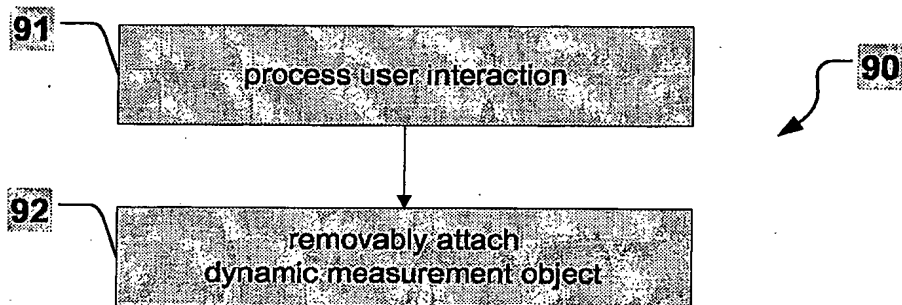 91
process user interaction
90
92
removably attach
dynamic measurement object